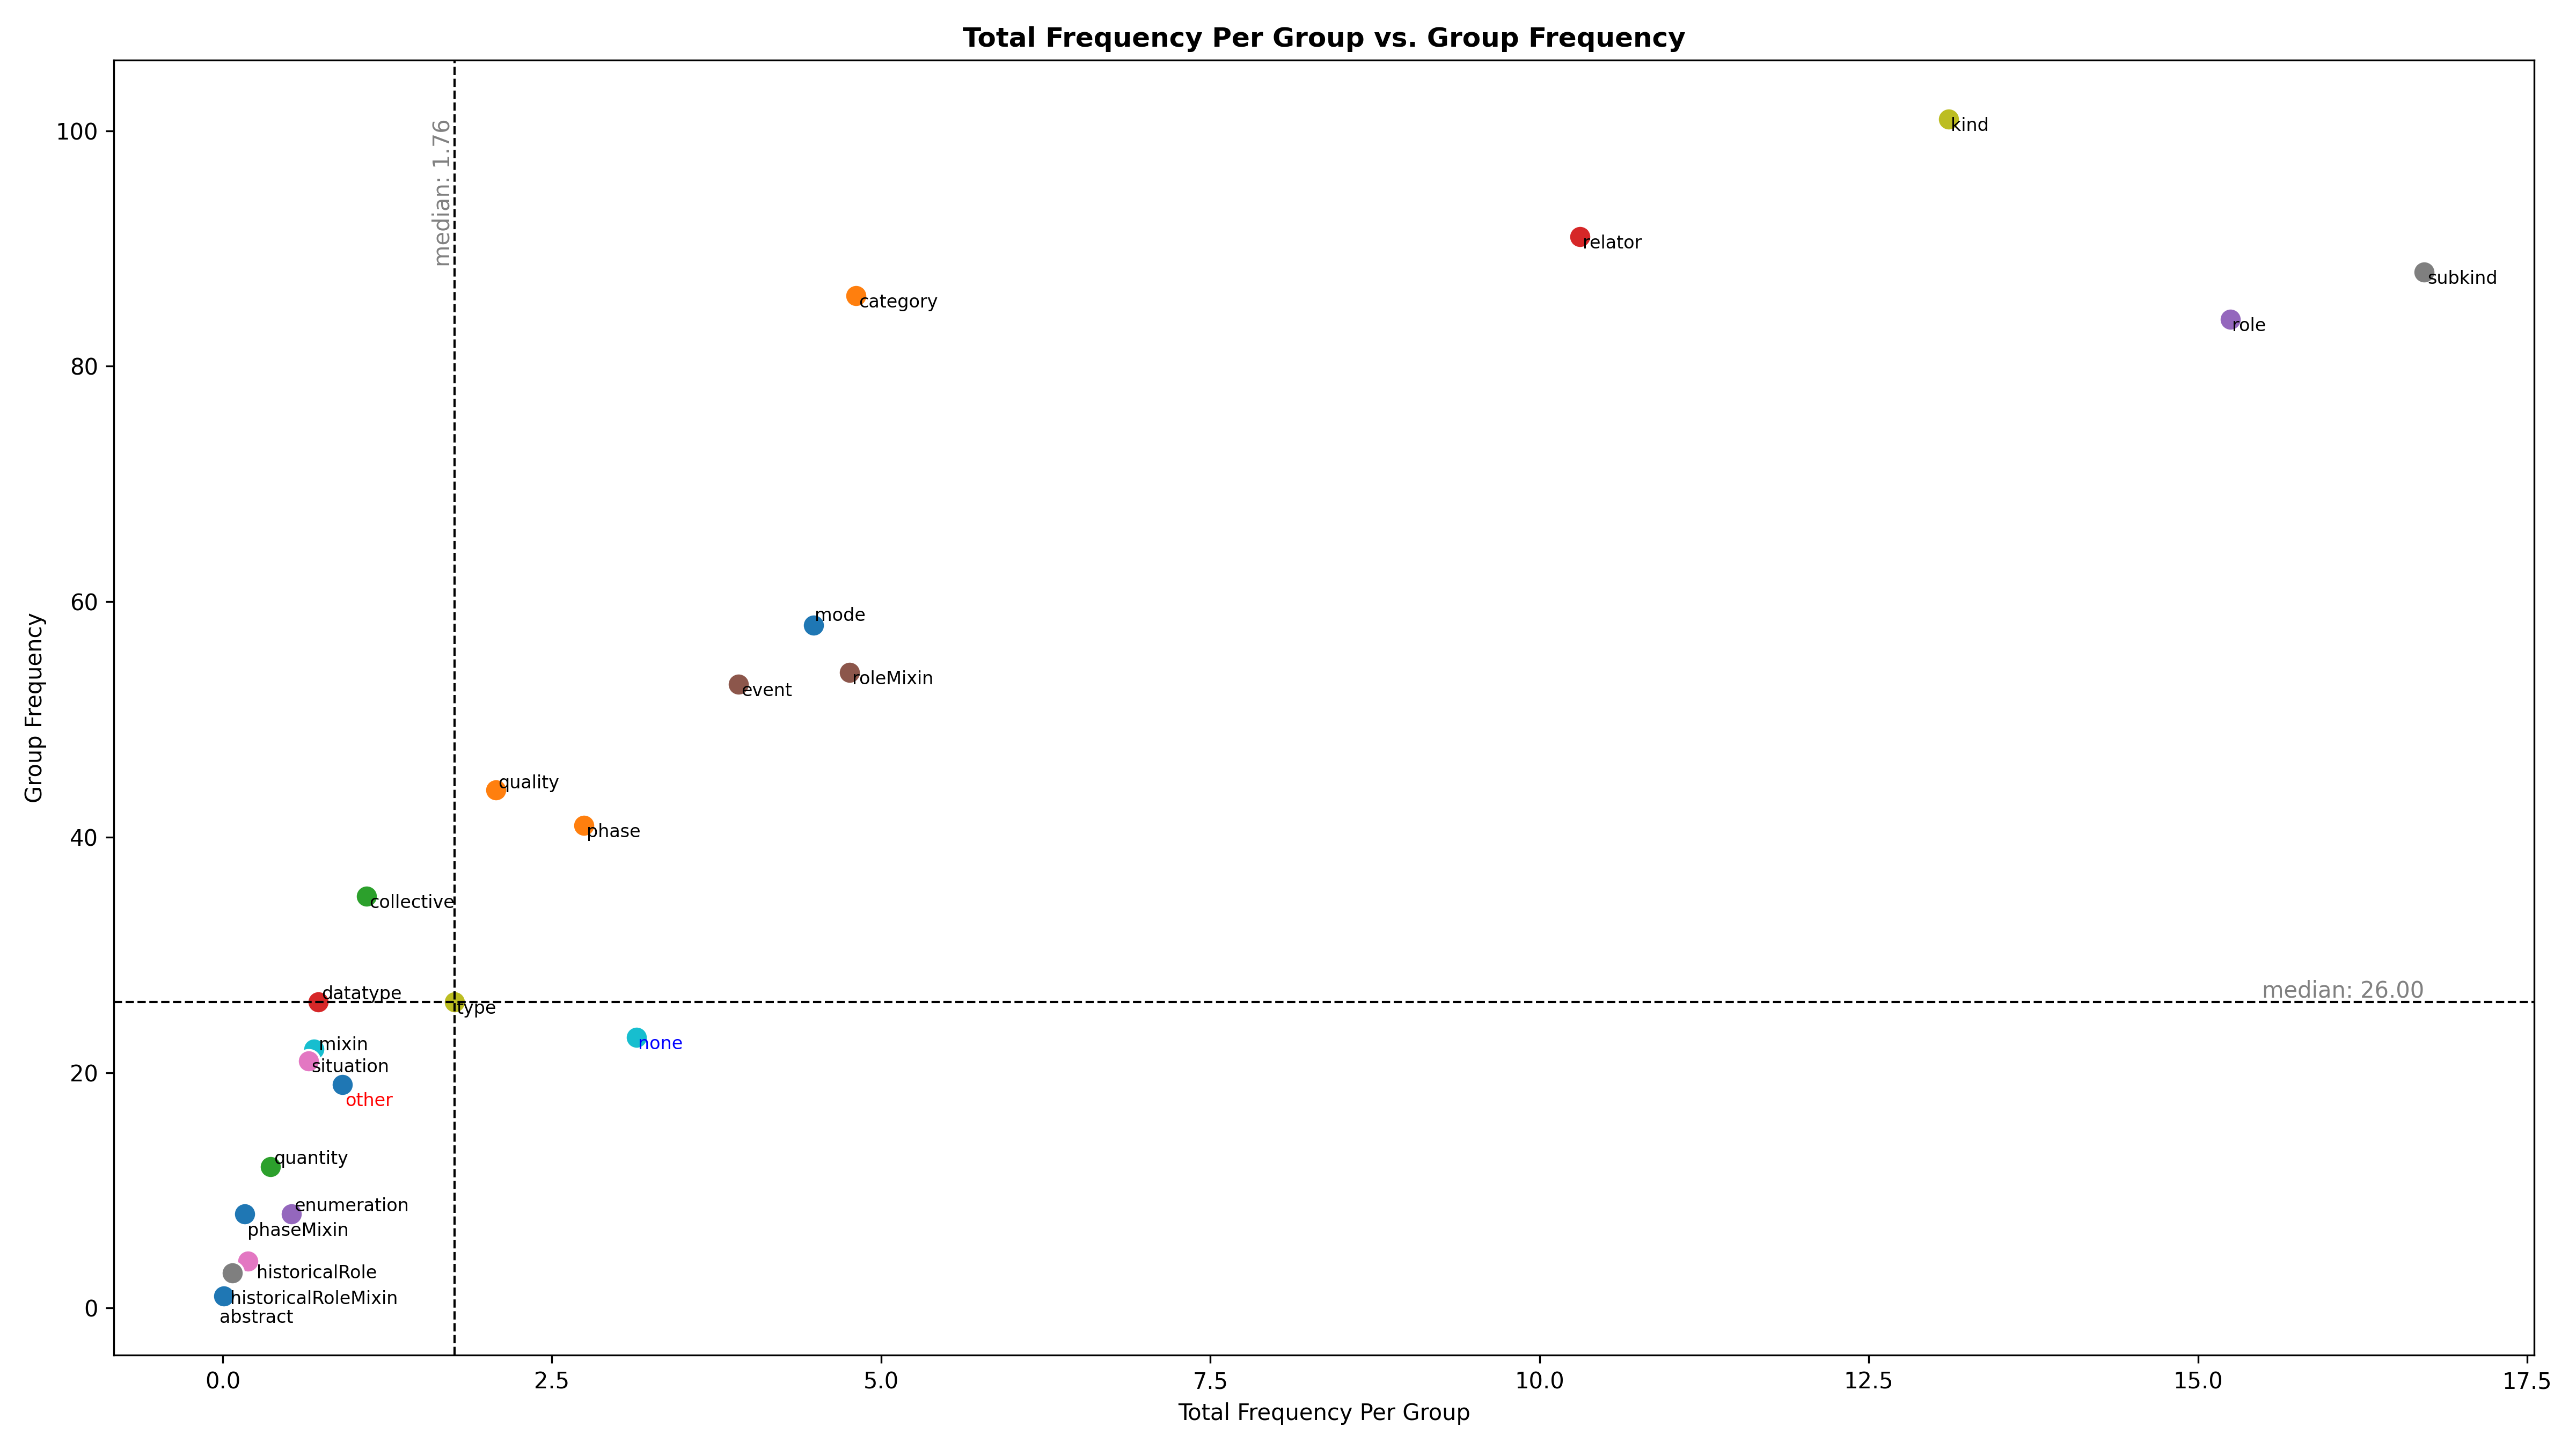 Total Frequency Per Group vs. Group Frequency
median: 1.76
kind
relator
subkind
category
role
mode
roleMixin
event
quality
phase
collective
datatype
median: 26.00
type
mixin
none
situation
other
quantity
enumeration
phaseMixin
historicalRole
historicalRoleMixin
abstract
100
80
60
40
20
0
Group Frequency
0.0
2.5
5.0
7.5
10.0
12.5
15.0
17.5
Total Frequency Per Group